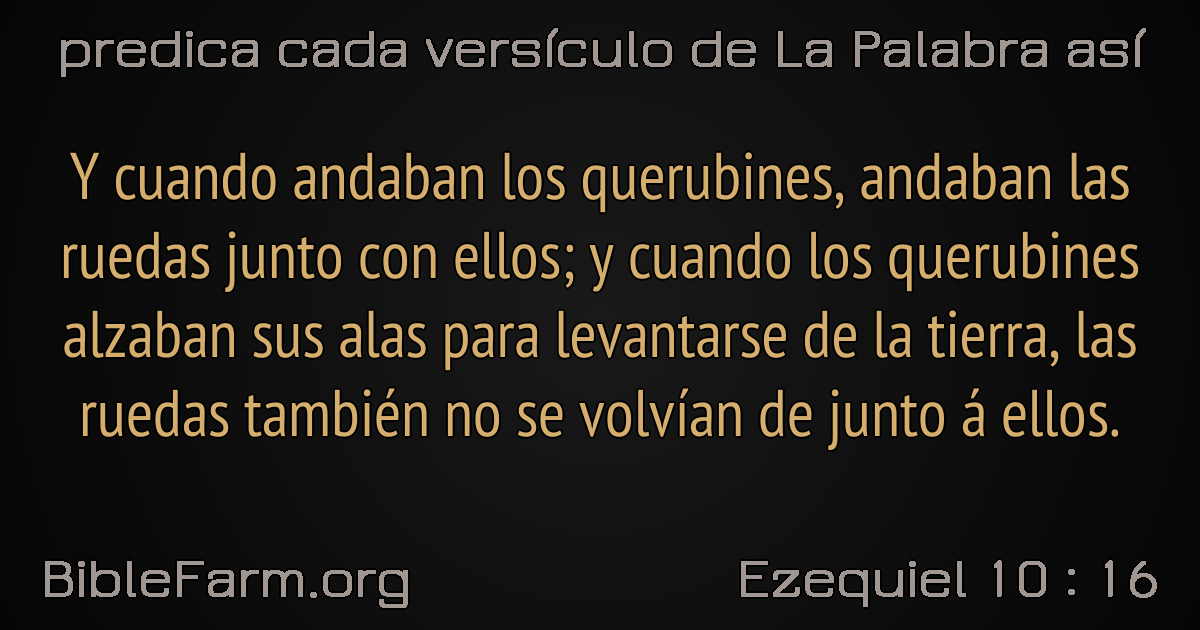 predica cada versículo de La Palabra así
Y cuando andaban los querubines, andaban las
ruedas junto con ellos; y cuando los querubines
alzaban sus alas para levantarse de la tierra, las
ruedas también no se volvían de junto á ellos.
BibleFarm.org
Ezequiel 10 : 16